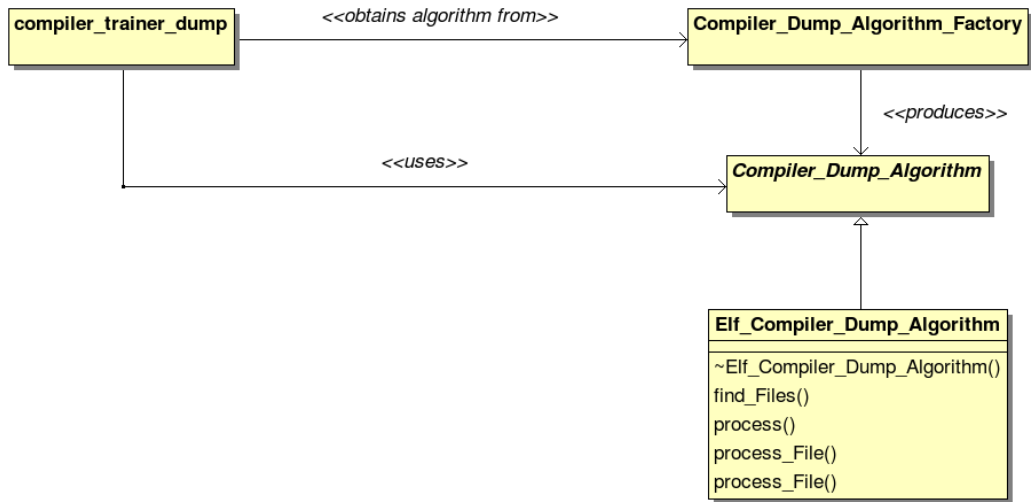 <<obtains algorithm from>>
compiler_trainer_dump
Compiler_Dump_Algorithm_Factory
<<produces>>
<<uses>>
Compiler_Dump_Algorithm
Elf_Compiler_Dump_Algorithm
~Elf_Compiler_Dump_Algorithm()
find_Files()
process()
process_File()
process_File()